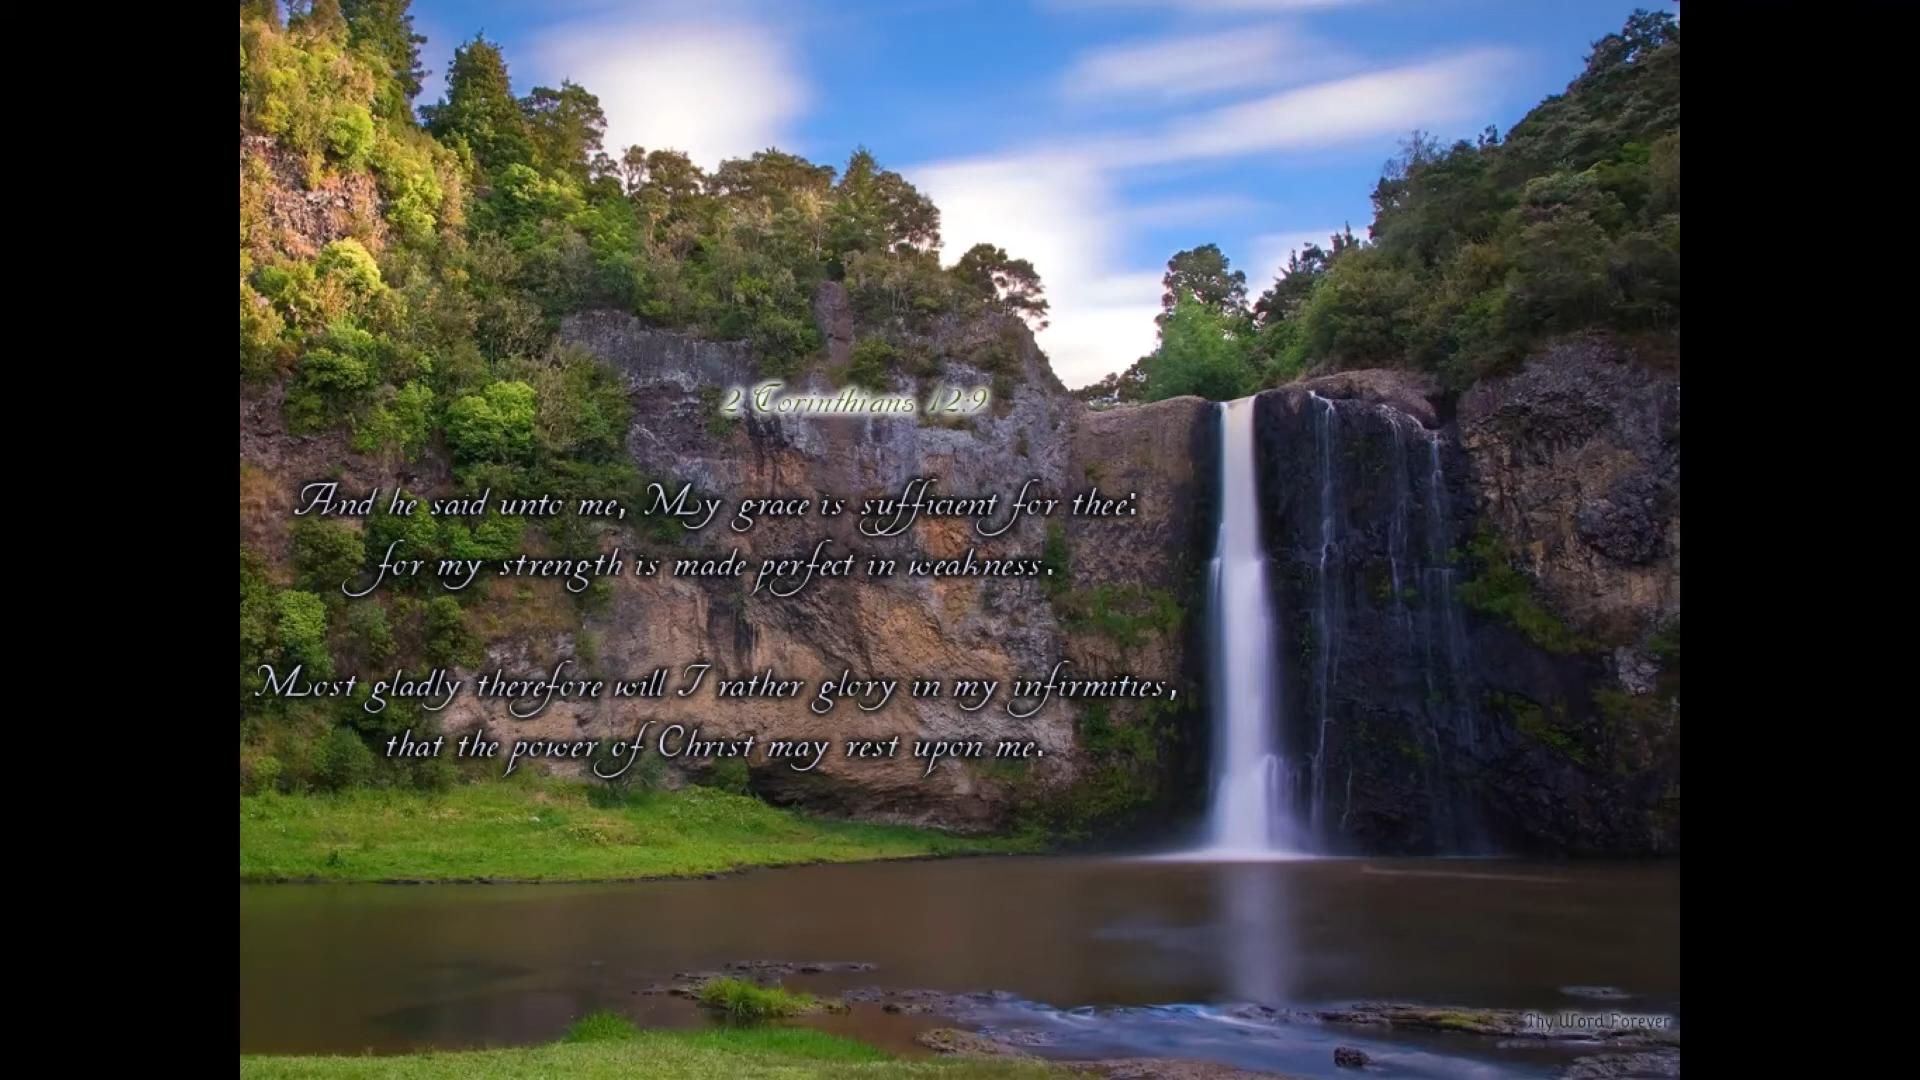 2 Corinthians 12:9
And he said unto me, My grace is sufficient for thee:
for my strength is made perfect in weakness.
Most gladly therefore will I rather glory in my infirmities,
that the power of Christ may rest upon me.
Thy Word Forever